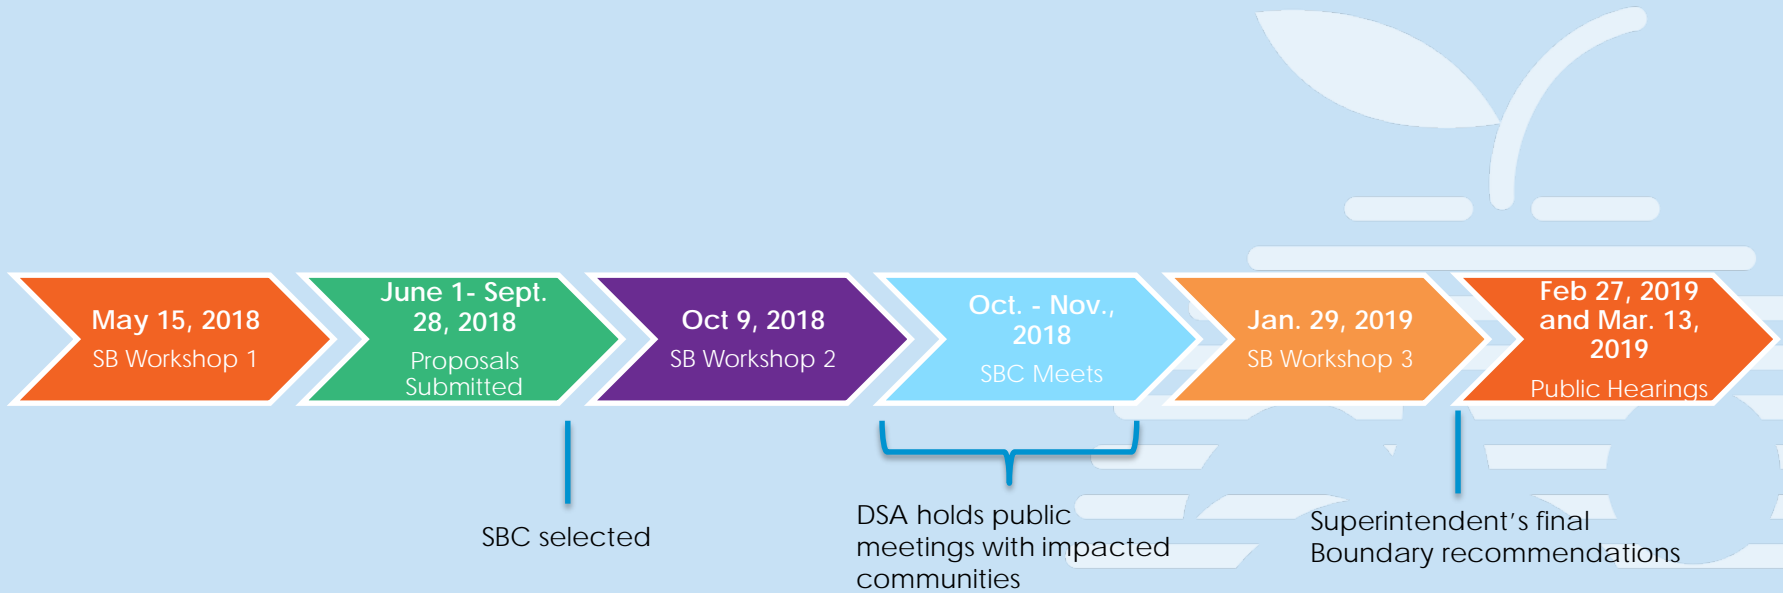 May 15, 2018
SB Workshop 1
June 1- Sept.
28, 2018
Proposals
Submitted
Oct 9, 2018
SB Workshop 2
Oct. - Nov.,
2018
SBC Meets
Jan. 29, 2019
SB Workshop 3
Feb 27, 2019
and Mar. 13,
2019
Public Hearings
SBC selected
DSA holds public
meetings with impacted
communities
Superintendent's final
Boundary recommendations